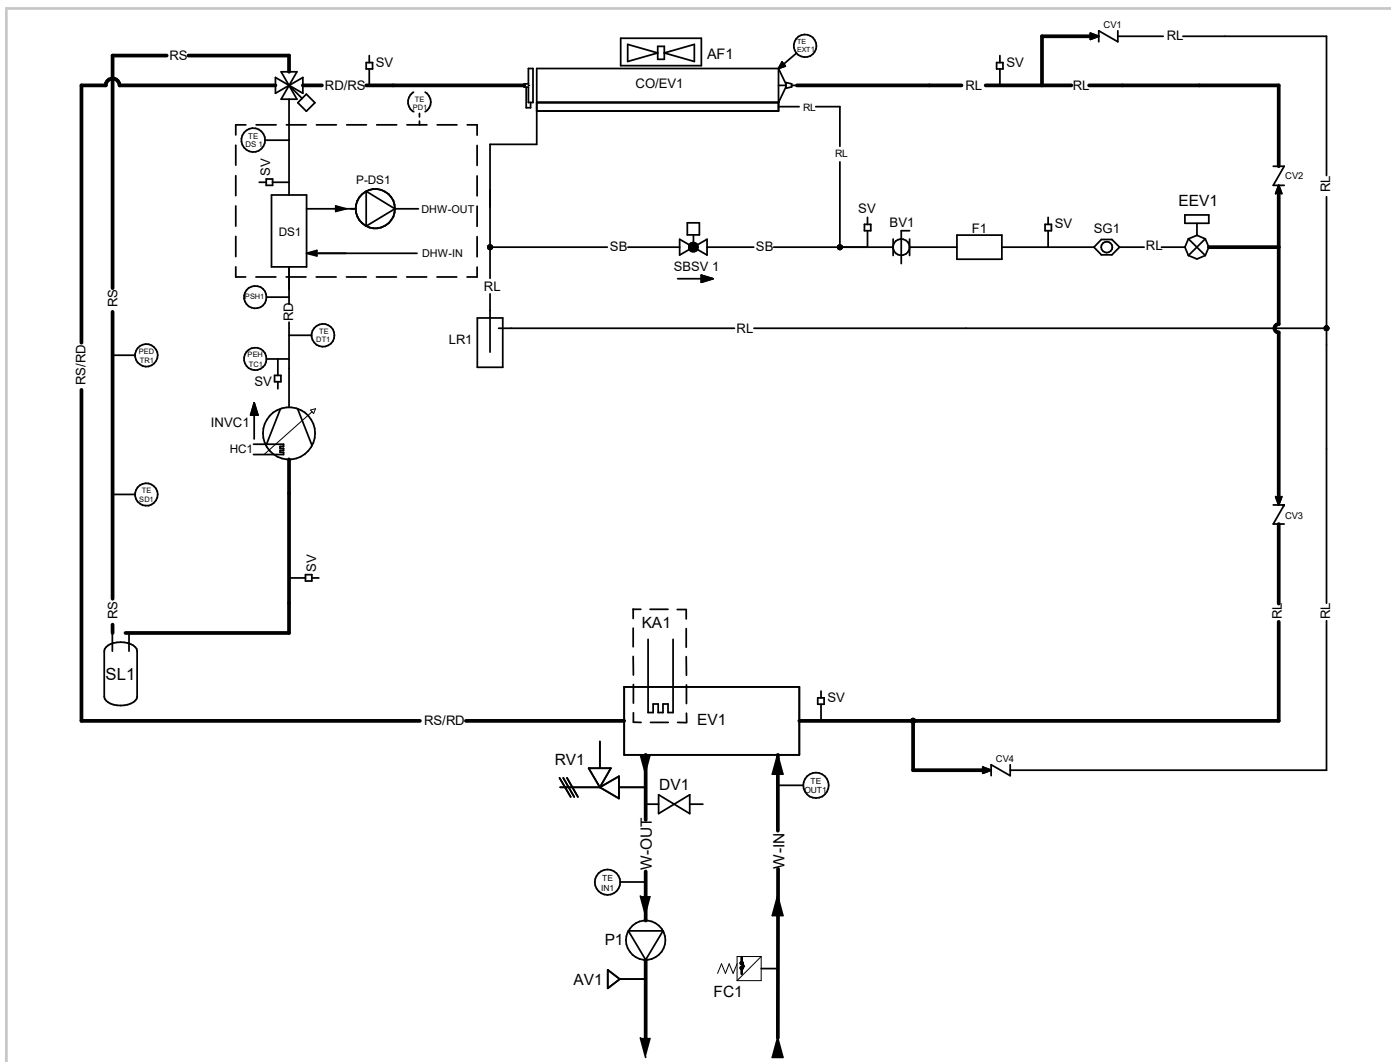 CV1
RL
RS
AF1
TE
EXT1
SV
SV
RD/RS
CO/EV1
RL
RL
TE
PD1
RL
TE
DS 1
RL
SV
P-DS1
CV2
RL
EEV1
DHW-OUT
SV
BV1
F1
SV
SG1
DS1
SB
SB
RL
DHW-IN
SBSV 1
RS
RL
PSH1
RD
RL
TE
DT1
LR1
PED
TR1
PEH
TC1
RS/RD
SV
INVC1
HC1
TE
SD1
CV3
SV
RS
RL
RL
KA1
SL1
SV
RS/RD
EV1
RV1
CV4
DV1
TE
OUT1
W-OUT
W-IN
TE
IN1
P1
AV1
FC1